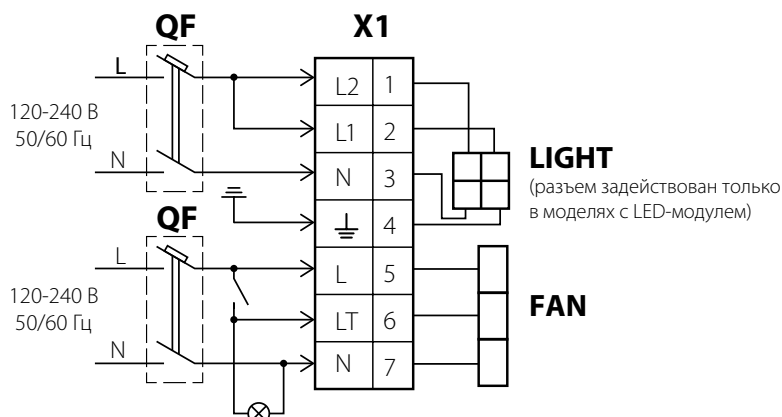 QF X1
L L2 1
120-240 В
50/60 Гц
L1 2
LIGHT
(разъем задействован только
в моделях с LED-модулем)
N N 3
4
QF
L L 5
120-240 В
50/60 Гц
LT 6
FAN
N N 7